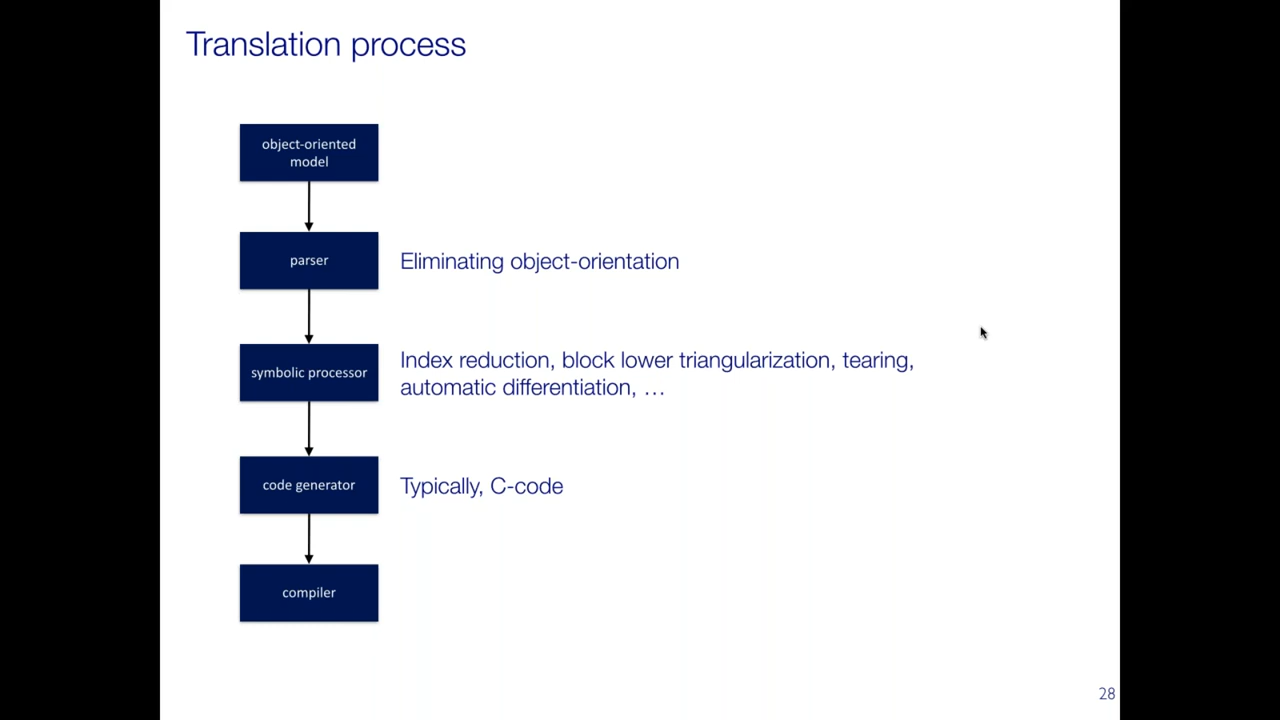 Translation process
object-oriented
model
parser
Eliminating object-orientation
symbolic processor
Index reduction, block lower triangularization, tearing,
automatic differentiation, …
code generator
Typically, C-code
compiler
28